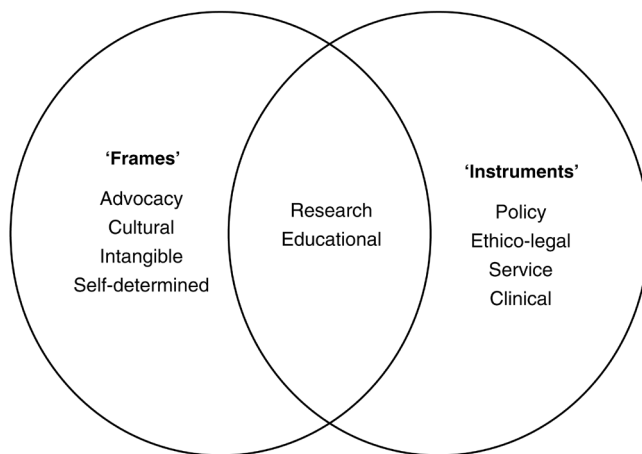 ‘Frames’
Advocacy
Cultural
Intangible
Self-determined
Research
Educational
‘Instruments’
Policy
Ethico-legal
Service
Clinical